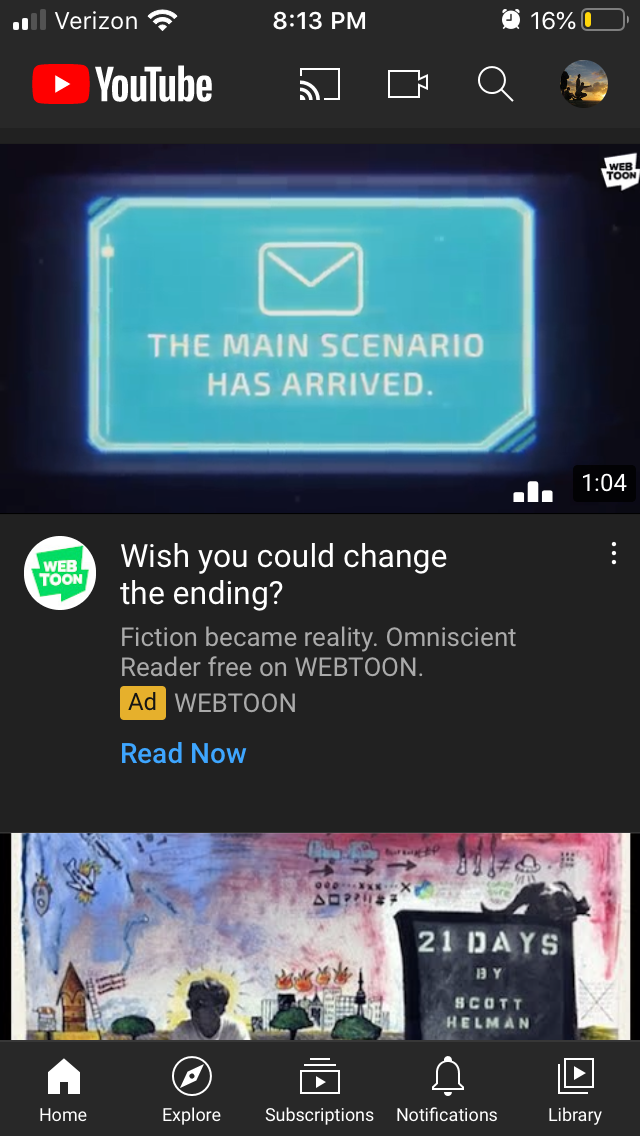 Verizon 8:13 PM 16%
YouTube
WEB
TOON
THE MAIN SCENARIO
HAS ARRIVED.
1:04
WEB
TOON
Wish you could change
the ending?
Fiction became reality. Omniscient
Reader free on WEBTOON.
Ad WEBTOON
Read Now
21 DAYS
BY
SCOTT
HELMAN
Home Explore Subscriptions Notifications Library